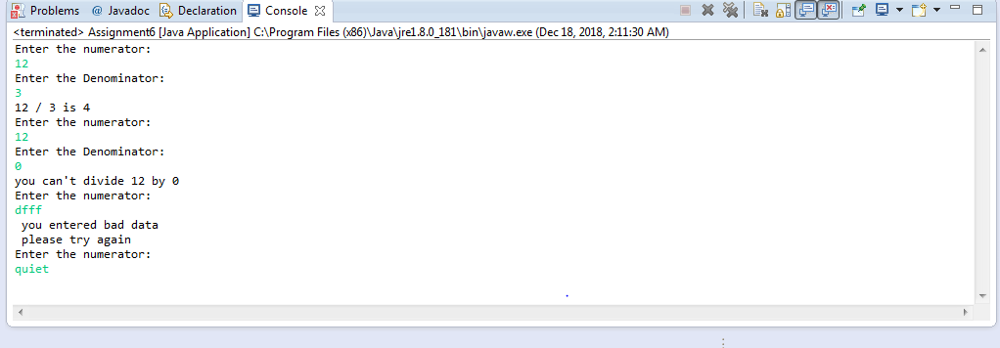 Problems @ Javadoc Declaration Console
<terminated> Assignment6 [Java Application] C:\Program Files (x86)\Java\jre1.8.0_181\bin\javaw.exe (Dec 18, 2018, 2:11:30 AM)
Enter the numerator:
12
Enter the Denominator:
3
12 / 3 is 4
Enter the numerator:
12
Enter the Denominator:
0
you can't divide 12 by 0
Enter the numerator:
dfff
 you entered bad data
 please try again
Enter the numerator:
quiet